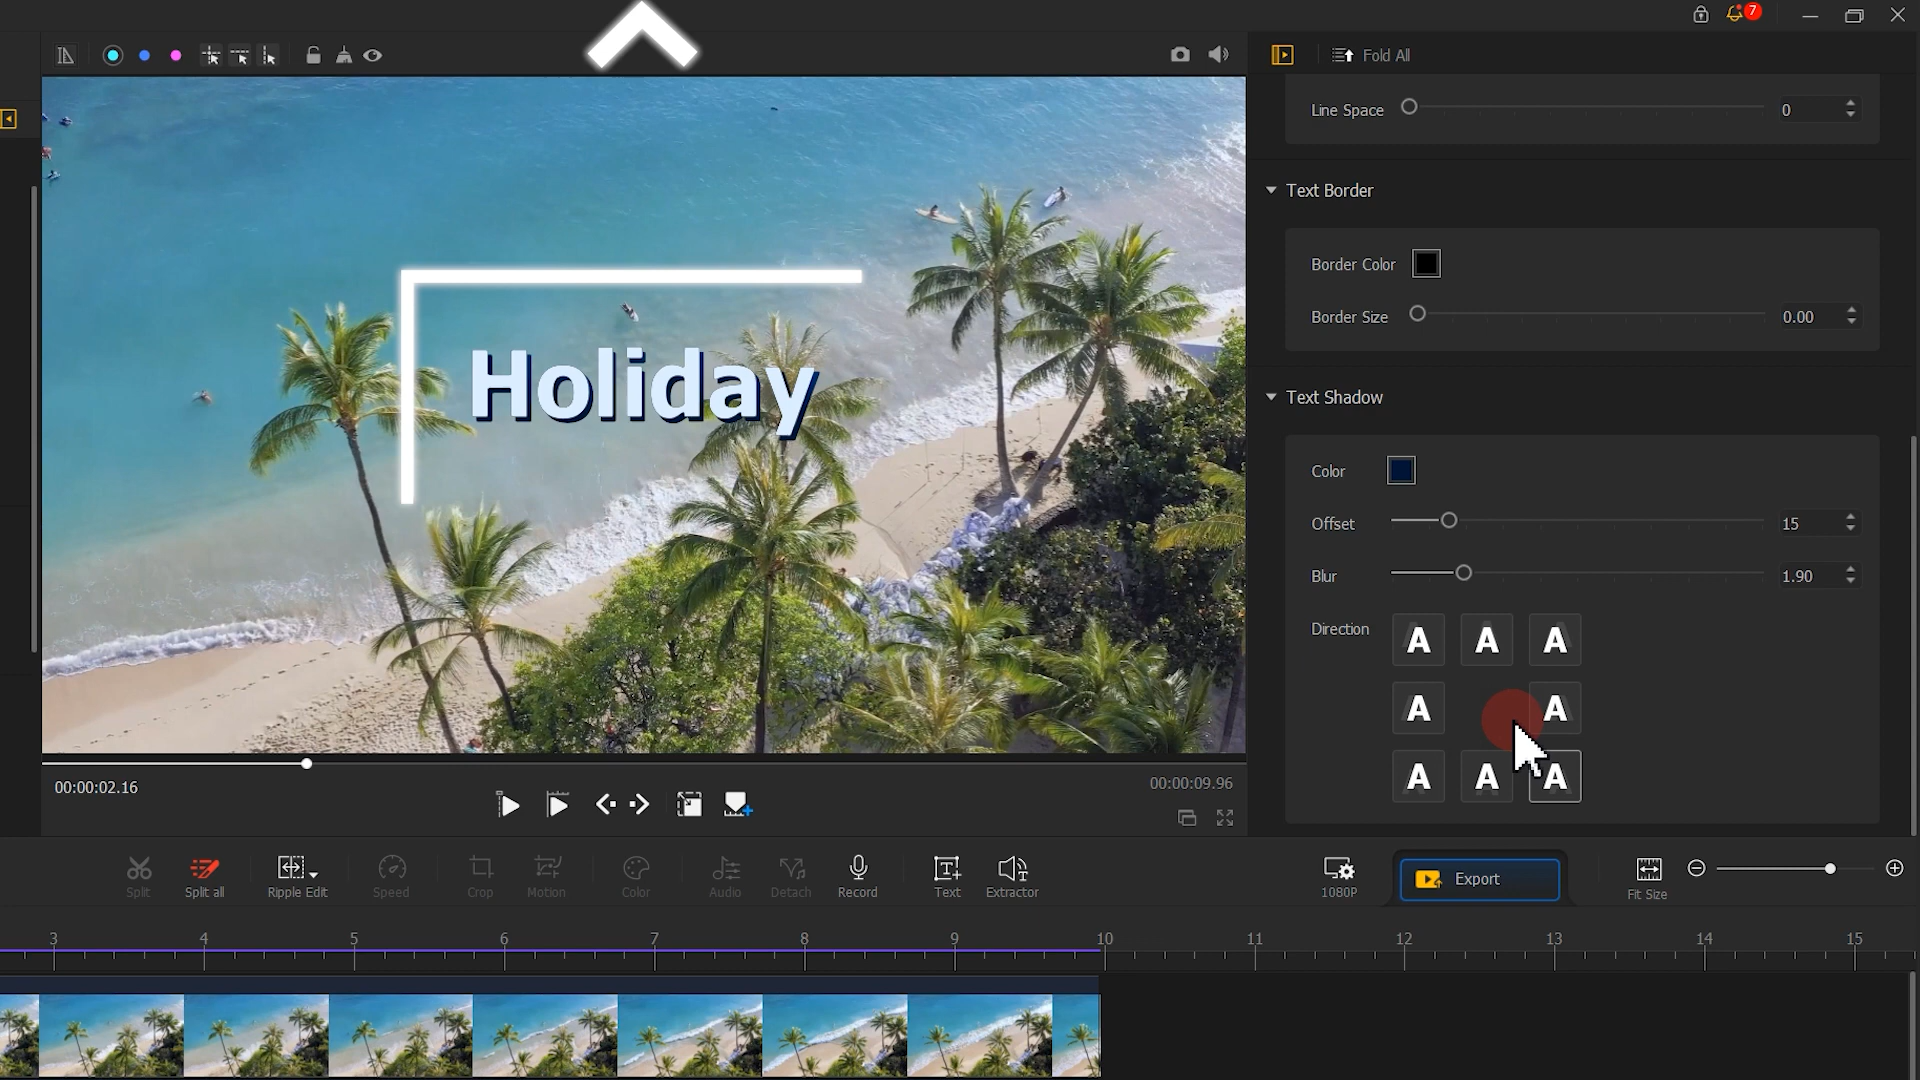 7
Fold All
Line Space 0
Text Border
Border Color
Border Size 0.00
Holiday
Text Shadow
Color
Offset 15
Blur 1.90
Direction
A A A
A A
A A A
00:00:02.16
00:00:09.96
Split
Split all
Ripple Edit
Speed
Crop
Motion
Color
Audio
Detach
Record
Text
Extractor
1080P
Export
Fit Size
3 4 5 6 7 8 9 10 11 12 13 14 15